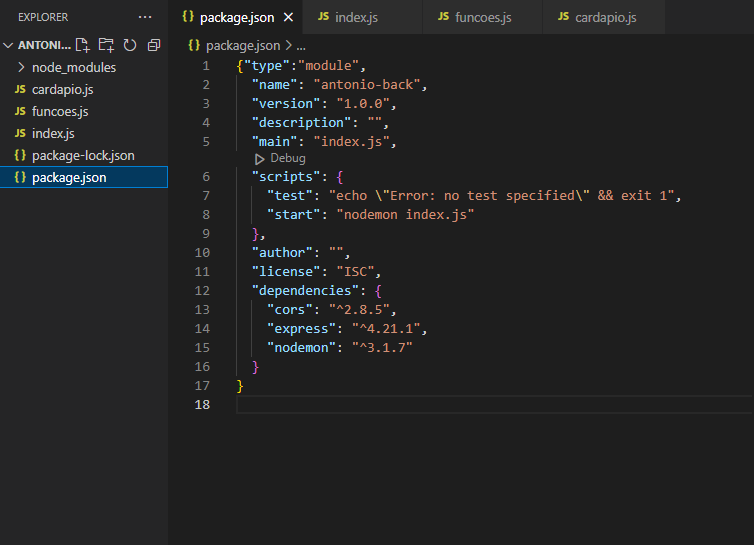 EXPLORER
...
ANTONI...
node_modules
JS cardapio.js
JS funcoes.js
JS index.js
{} package-lock.json
{} package.json
{} package.json ×
JS index.js
JS funcoes.js
JS cardapio.js
{} package.json > ...
1 {"type":"module",
2 "name": "antonio-back",
3 "version": "1.0.0",
4 "description": "",
5 "main": "index.js",
Debug
6 "scripts": {
7 "test": "echo \"Error: no test specified\" && exit 1",
8 "start": "nodemon index.js"
9 },
10 "author": "",
11 "license": "ISC",
12 "dependencies": {
13 "cors": "^2.8.5",
14 "express": "^4.21.1",
15 "nodemon": "^3.1.7"
16 }
17 }
18